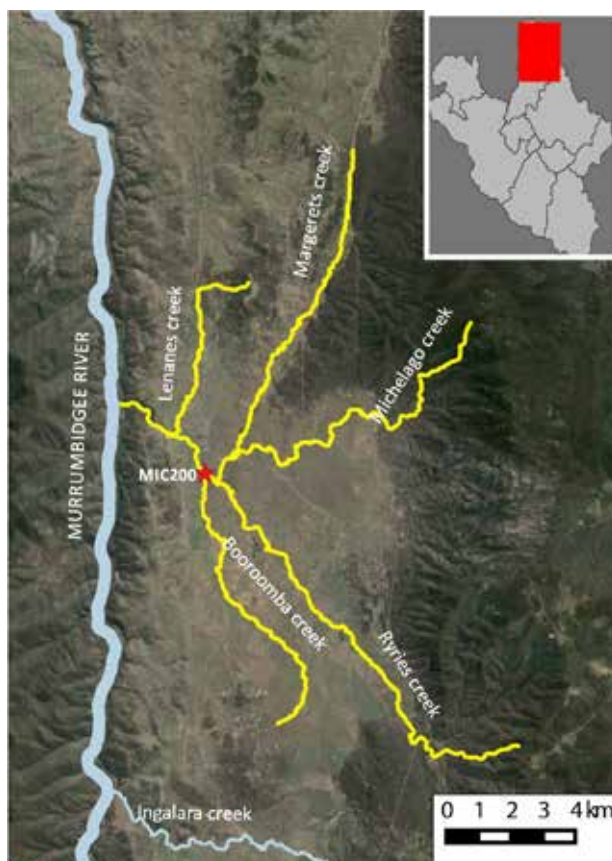 Margerets creek
Lenanes creek
Michelago creek
MURRUMBIDGEE RIVER
MIC200
Booroomba creek
Ryries creek
Ingalara creek
0 1 2 3 4 km